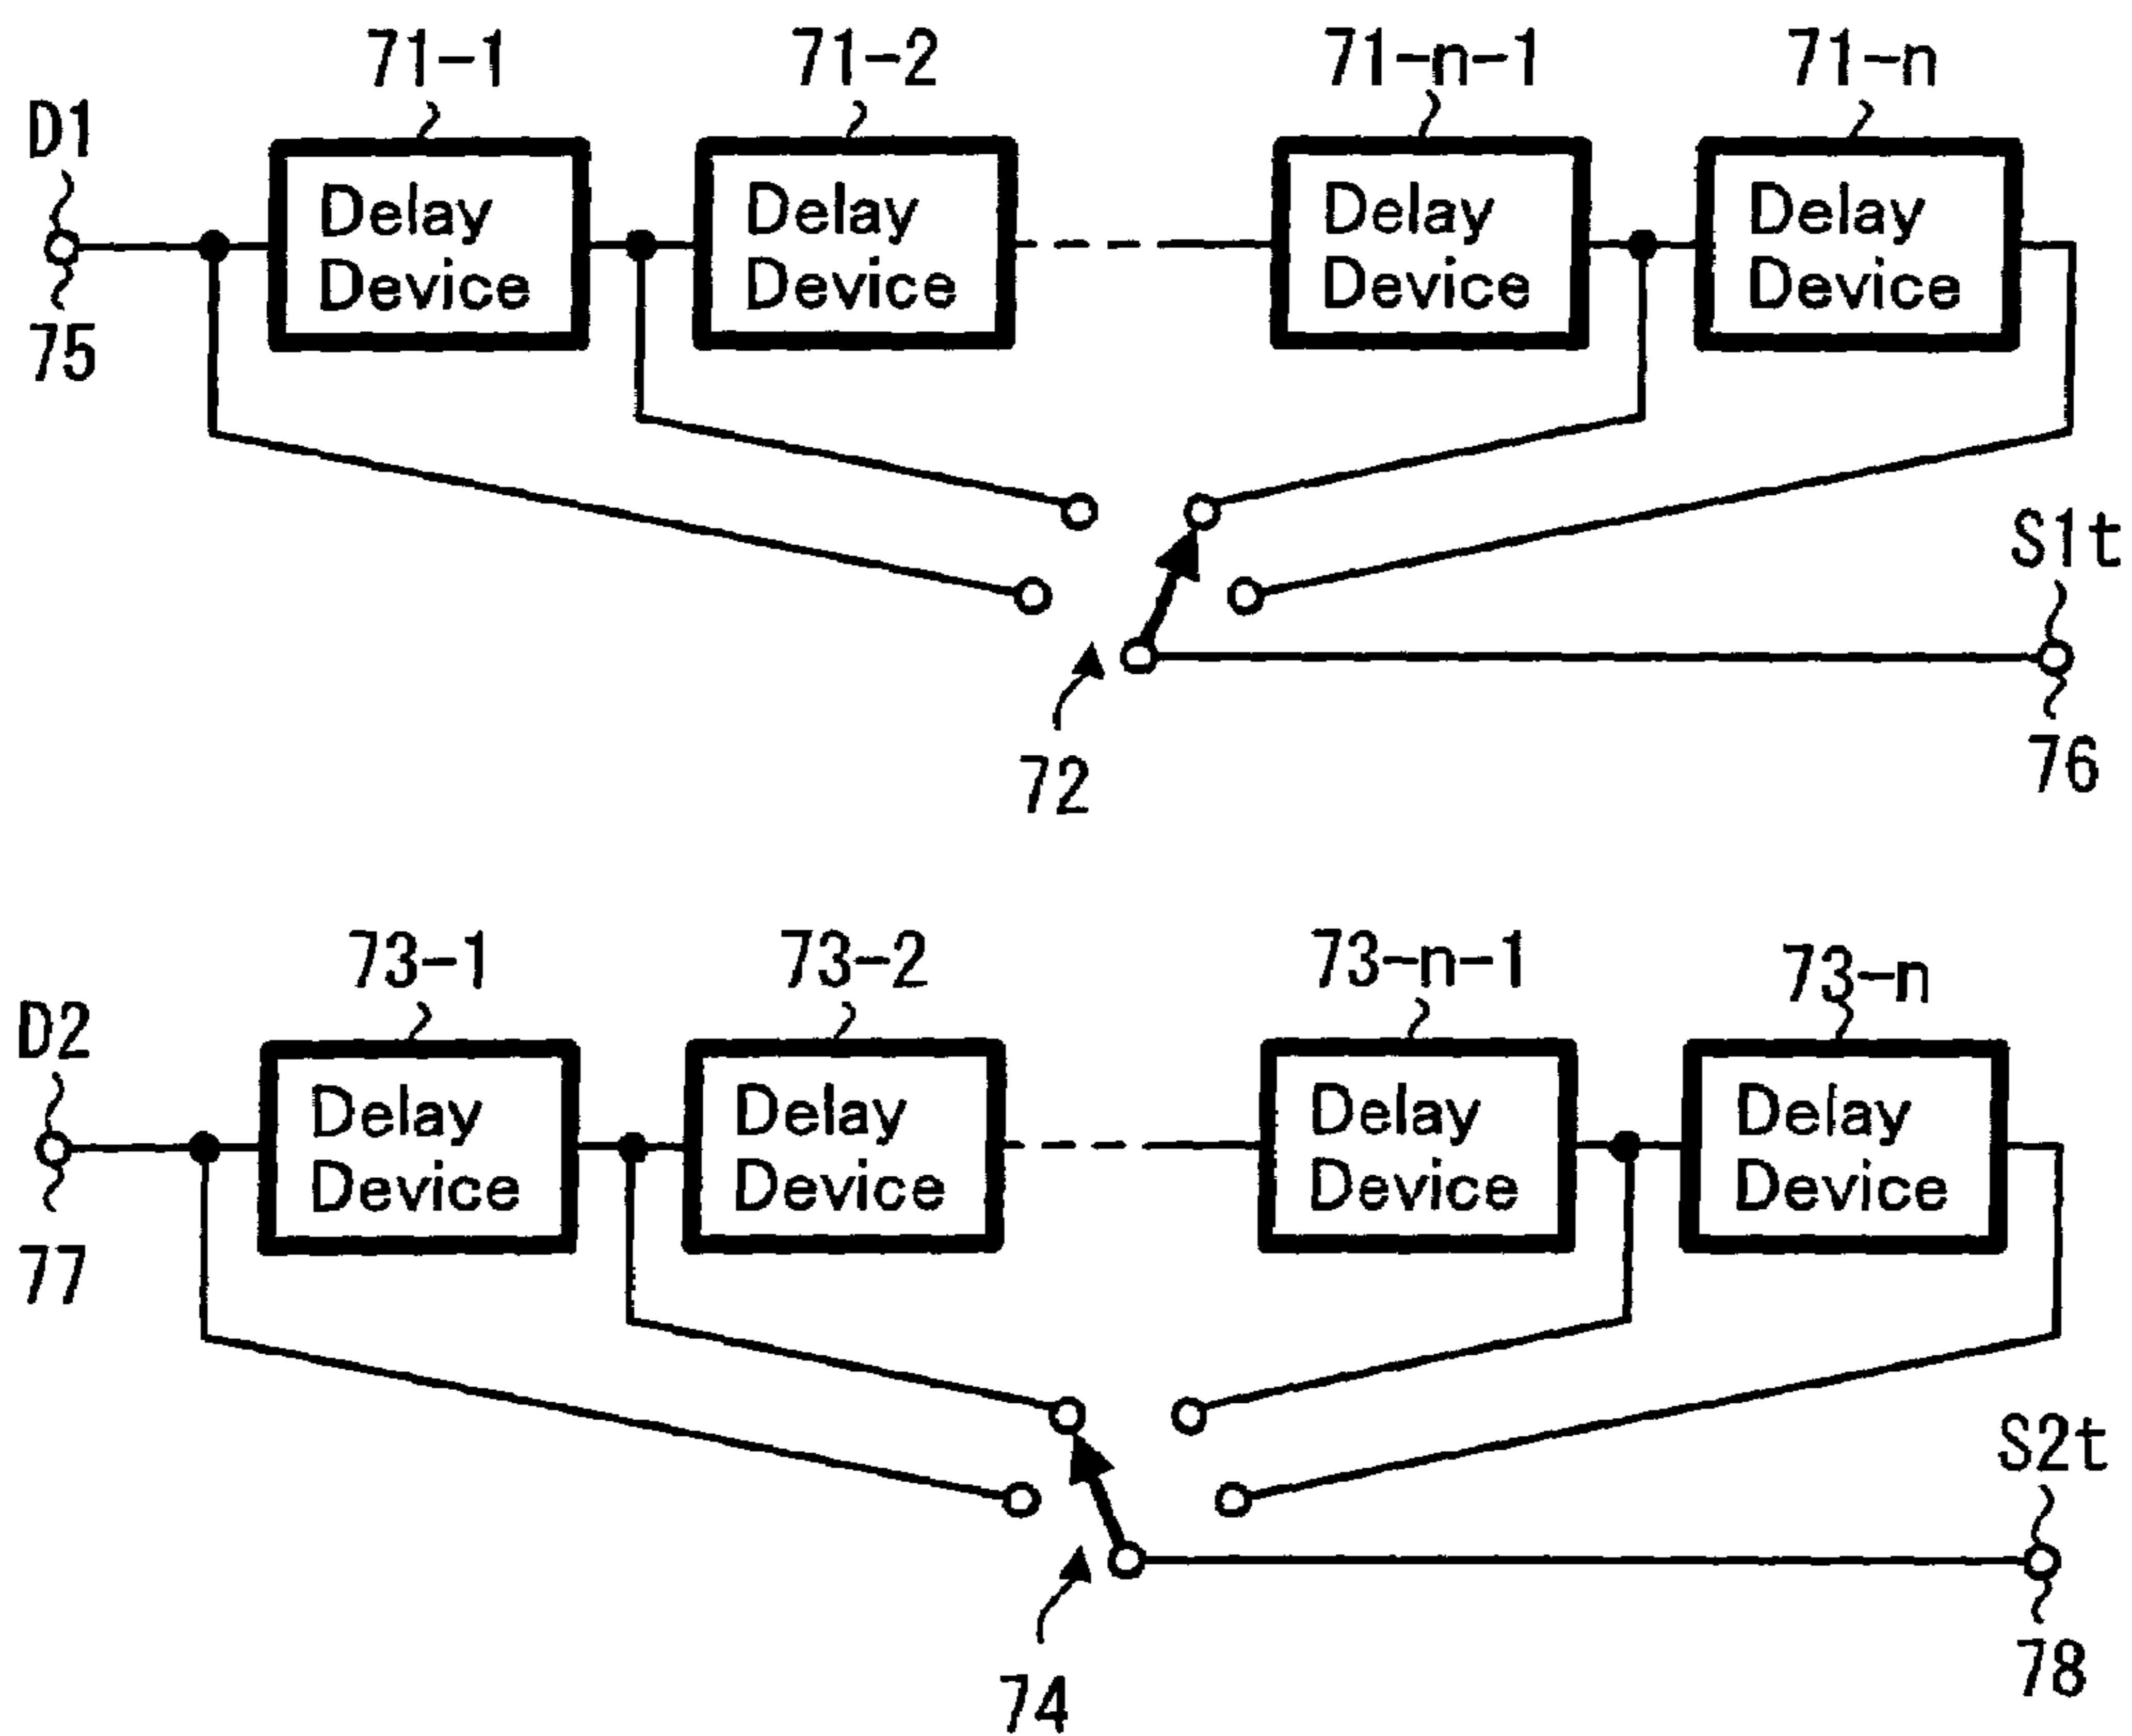 71-1
71-2
71-n-1
71-n
D1
Delay Device
Delay Device
Delay Device
Delay Device
75
S1t
72
76
73-1
73-2
73-n-1
73-n
D2
Delay Device
Delay Device
Delay Device
Delay Device
77
S2t
74
78